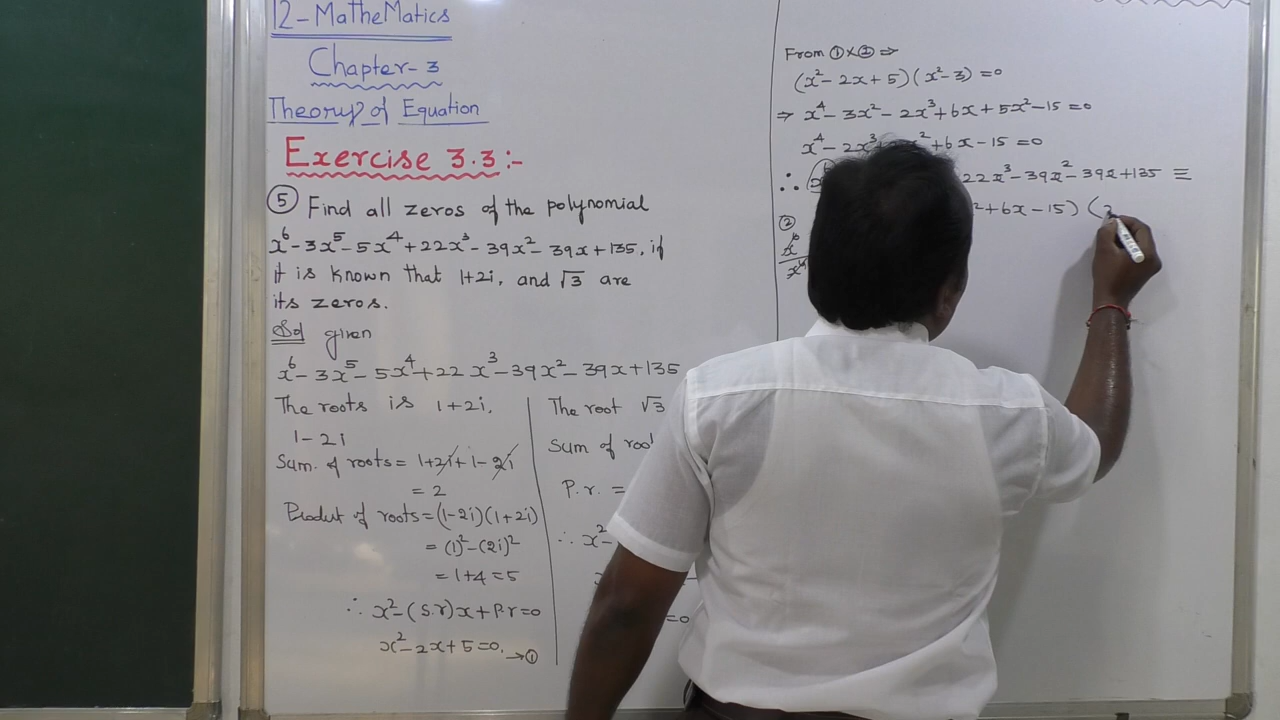 12-MatheMatics
Chapter-3
Theory of Equation
Exercise 3.3:-
⑤ Find all zeros of the polynomial
x⁶-3x⁵-5x⁴+22x³-39x²-39x+135, if
it is known that 1+2i, and √3 are
its zeros.
Sol given
x⁶-3x⁵-5x⁴+22x³-39x²-39x+135
The roots is 1+2i,
1-2i
Sum. of roots = 1+2i+1-2i
= 2
Product of roots=(1-2i)(1+2i)
= (1)²-(2i)²
= 1+4=5
∴ x²-(S.r)x+P.r=0
x²-2x+5=0. →①
The root √3
Sum of
P.r. =
∴ x²-
=0
From ①×② ⇒
(x²-2x+5)(x²-3)=0
⇒ x⁴-3x²-2x³+6x+5x²-15=0
x⁴-2x³ ²+6x-15=0
∴ 22x³-39x²-39x+135 ≡
²+6x-15)(
②
x⁶
x⁴